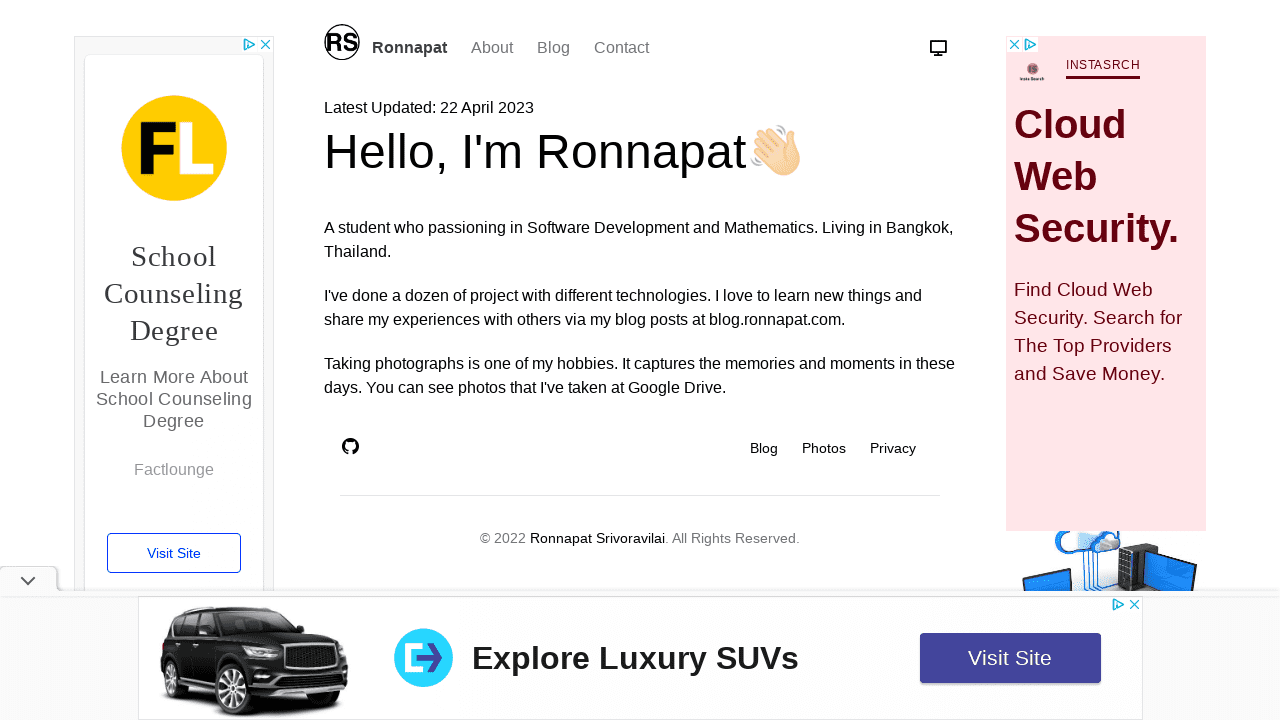 RS
Ronnapat
About
Blog
Contact
Latest Updated: 22 April 2023
Hello, I'm Ronnapat
A student who passioning in Software Development and Mathematics. Living in Bangkok,
Thailand.
I've done a dozen of project with different technologies. I love to learn new things and
share my experiences with others via my blog posts at blog.ronnapat.com.
Taking photographs is one of my hobbies. It captures the memories and moments in these
days. You can see photos that I've taken at Google Drive.
Blog
Photos
Privacy
© 2022 Ronnapat Srivoravilai. All Rights Reserved.
FL
School
Counseling
Degree
Learn More About
School Counseling
Degree
Factlounge
Visit Site
Insta Search
INSTASRCH
Cloud
Web
Security.
Find Cloud Web
Security. Search for
The Top Providers
and Save Money.
Explore Luxury SUVs
Visit Site